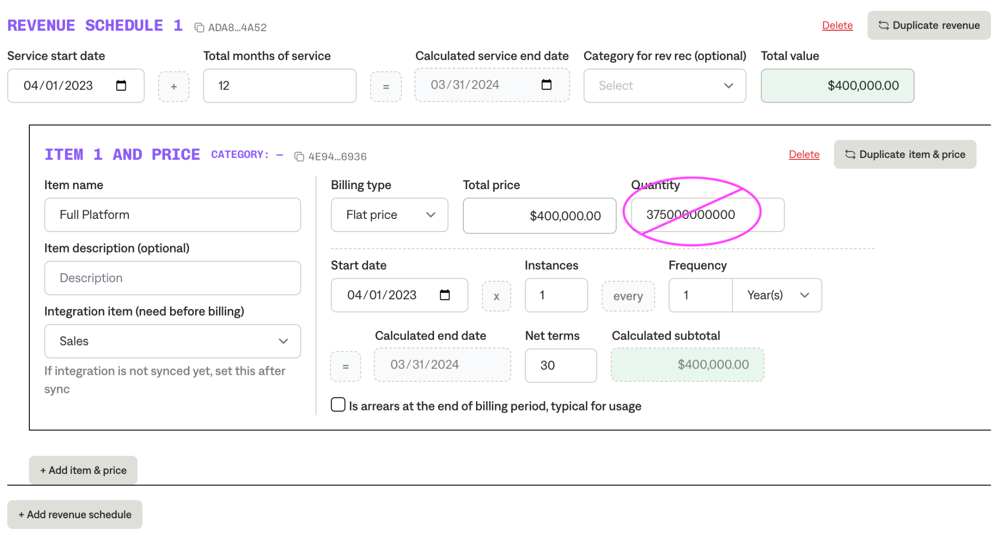 REVENUE SCHEDULE 1 ADA8...4A52 Delete Duplicate revenue
Service start date Total months of service Calculated service end date Category for rev rec (optional) Total value
04/01/2023 + 12 = 03/31/2024 Select $400,000.00
ITEM 1 AND PRICE CATEGORY: — 4E94...6936 Delete Duplicate item & price
Item name
Full Platform
Item description (optional)
Description
Integration item (need before billing)
Sales
If integration is not synced yet, set this after
sync
Billing type Total price Quantity
Flat price $400,000.00 375000000000
Start date Instances Frequency
04/01/2023 x 1 every 1 Year(s)
Calculated end date Net terms Calculated subtotal
= 03/31/2024 30 $400,000.00
Is arrears at the end of billing period, typical for usage
+ Add item & price
+ Add revenue schedule